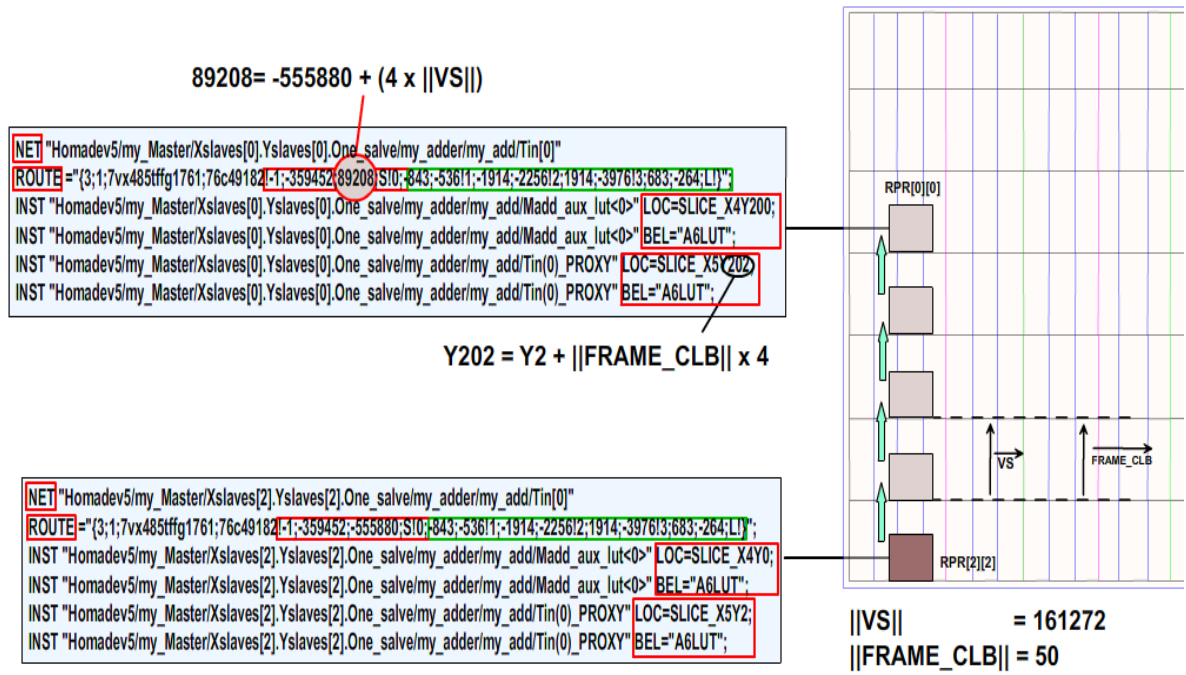 89208= -555880 + (4 x ||VS||)
NET "Homadev5/my_Master/Xslaves[0].Yslaves[0].One_salve/my_adder/my_add/Tin[0]"
ROUTE ="{3;1;7vx485tffg1761;76c49182!-1;-359452;89208;S!0;-843;-536!1;-1914;-2256!2;1914;-3976!3;683;-264;L!}";
INST "Homadev5/my_Master/Xslaves[0].Yslaves[0].One_salve/my_adder/my_add/Madd_aux_lut<0>" LOC=SLICE_X4Y200;
INST "Homadev5/my_Master/Xslaves[0].Yslaves[0].One_salve/my_adder/my_add/Madd_aux_lut<0>" BEL="A6LUT";
INST "Homadev5/my_Master/Xslaves[0].Yslaves[0].One_salve/my_adder/my_add/Tin(0)_PROXY" LOC=SLICE_X5Y202;
INST "Homadev5/my_Master/Xslaves[0].Yslaves[0].One_salve/my_adder/my_add/Tin(0)_PROXY" BEL="A6LUT";
Y202 = Y2 + ||FRAME_CLB|| x 4
NET "Homadev5/my_Master/Xslaves[2].Yslaves[2].One_salve/my_adder/my_add/Tin[0]"
ROUTE ="{3;1;7vx485tffg1761;76c49182!-1;-359452;-555880;S!0;-843;-536!1;-1914;-2256!2;1914;-3976!3;683;-264;L!}";
INST "Homadev5/my_Master/Xslaves[2].Yslaves[2].One_salve/my_adder/my_add/Madd_aux_lut<0>" LOC=SLICE_X4Y0;
INST "Homadev5/my_Master/Xslaves[2].Yslaves[2].One_salve/my_adder/my_add/Madd_aux_lut<0>" BEL="A6LUT";
INST "Homadev5/my_Master/Xslaves[2].Yslaves[2].One_salve/my_adder/my_add/Tin(0)_PROXY" LOC=SLICE_X5Y2;
INST "Homadev5/my_Master/Xslaves[2].Yslaves[2].One_salve/my_adder/my_add/Tin(0)_PROXY" BEL="A6LUT";
RPR[0][0]
VS
FRAME_CLB
RPR[2][2]
||VS|| = 161272
||FRAME_CLB|| = 50